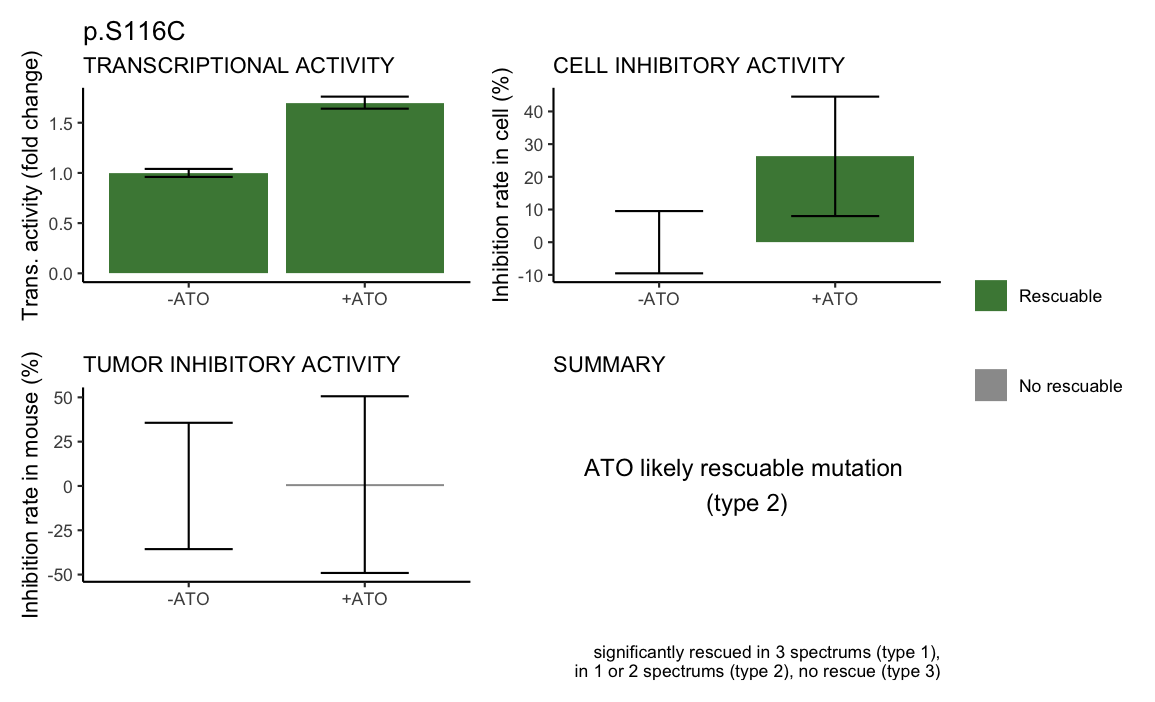 p.S116C
TRANSCRIPTIONAL ACTIVITY
Trans. activity (fold change)
1.5
1.0
0.5
0.0
-ATO
+ATO
CELL INHIBITORY ACTIVITY
Inhibition rate in cell (%)
40
30
20
10
0
-10
-ATO
+ATO
Rescuable
No rescuable
TUMOR INHIBITORY ACTIVITY
Inhibition rate in mouse (%)
50
25
0
-25
-50
-ATO
+ATO
SUMMARY
ATO likely rescuable mutation
(type 2)
significantly rescued in 3 spectrums (type 1),
in 1 or 2 spectrums (type 2), no rescue (type 3)